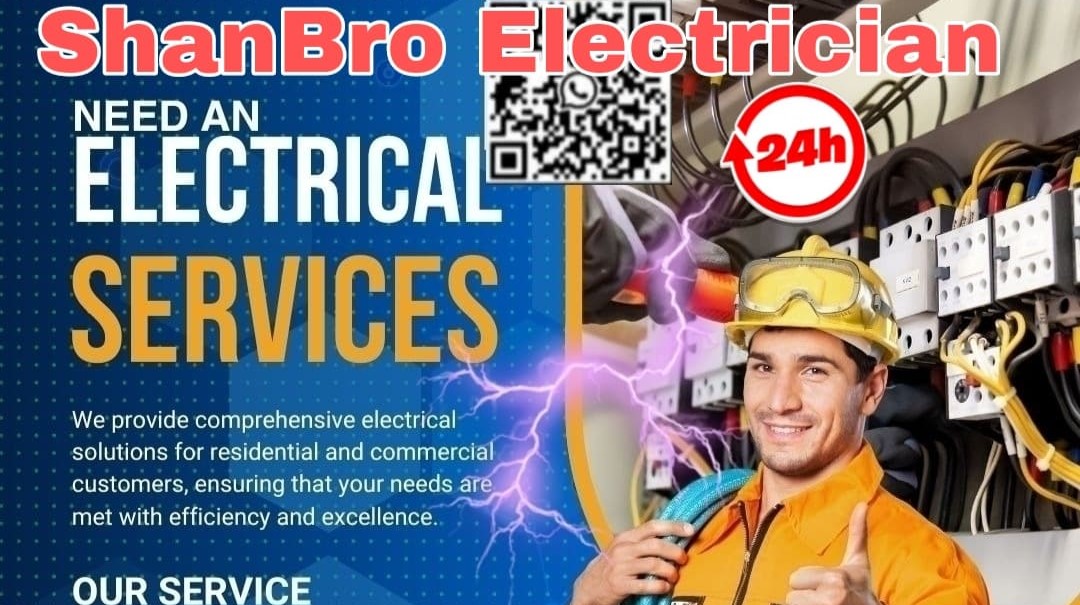 ShanBro Electrician
NEED AN
ELECTRICAL
SERVICES
24h
We provide comprehensive electrical
solutions for residential and commercial
customers, ensuring that your needs are
met with efficiency and excellence.
OUR SERVICE